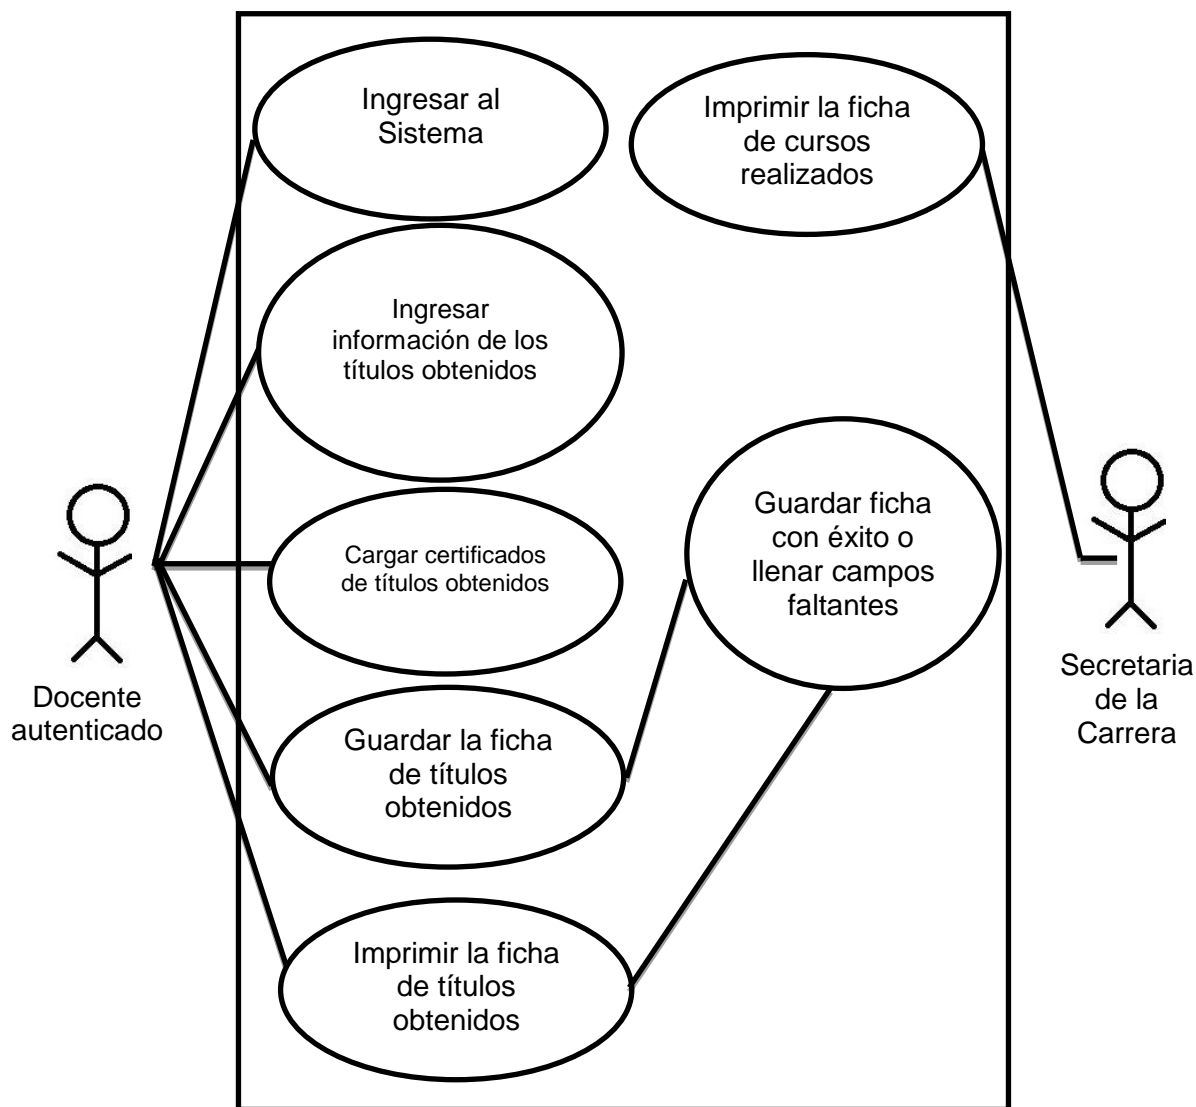 Ingresar al
Sistema
Imprimir la ficha
de cursos
realizados
Ingresar
información de los
títulos obtenidos
Cargar certificados
de títulos obtenidos
Guardar ficha
con éxito o
llenar campos
faltantes
Docente
autenticado
Secretaria
de la
Carrera
Guardar la ficha
de títulos
obtenidos
Imprimir la ficha
de títulos
obtenidos